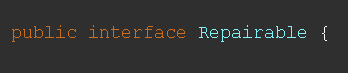 public interface Repairable {